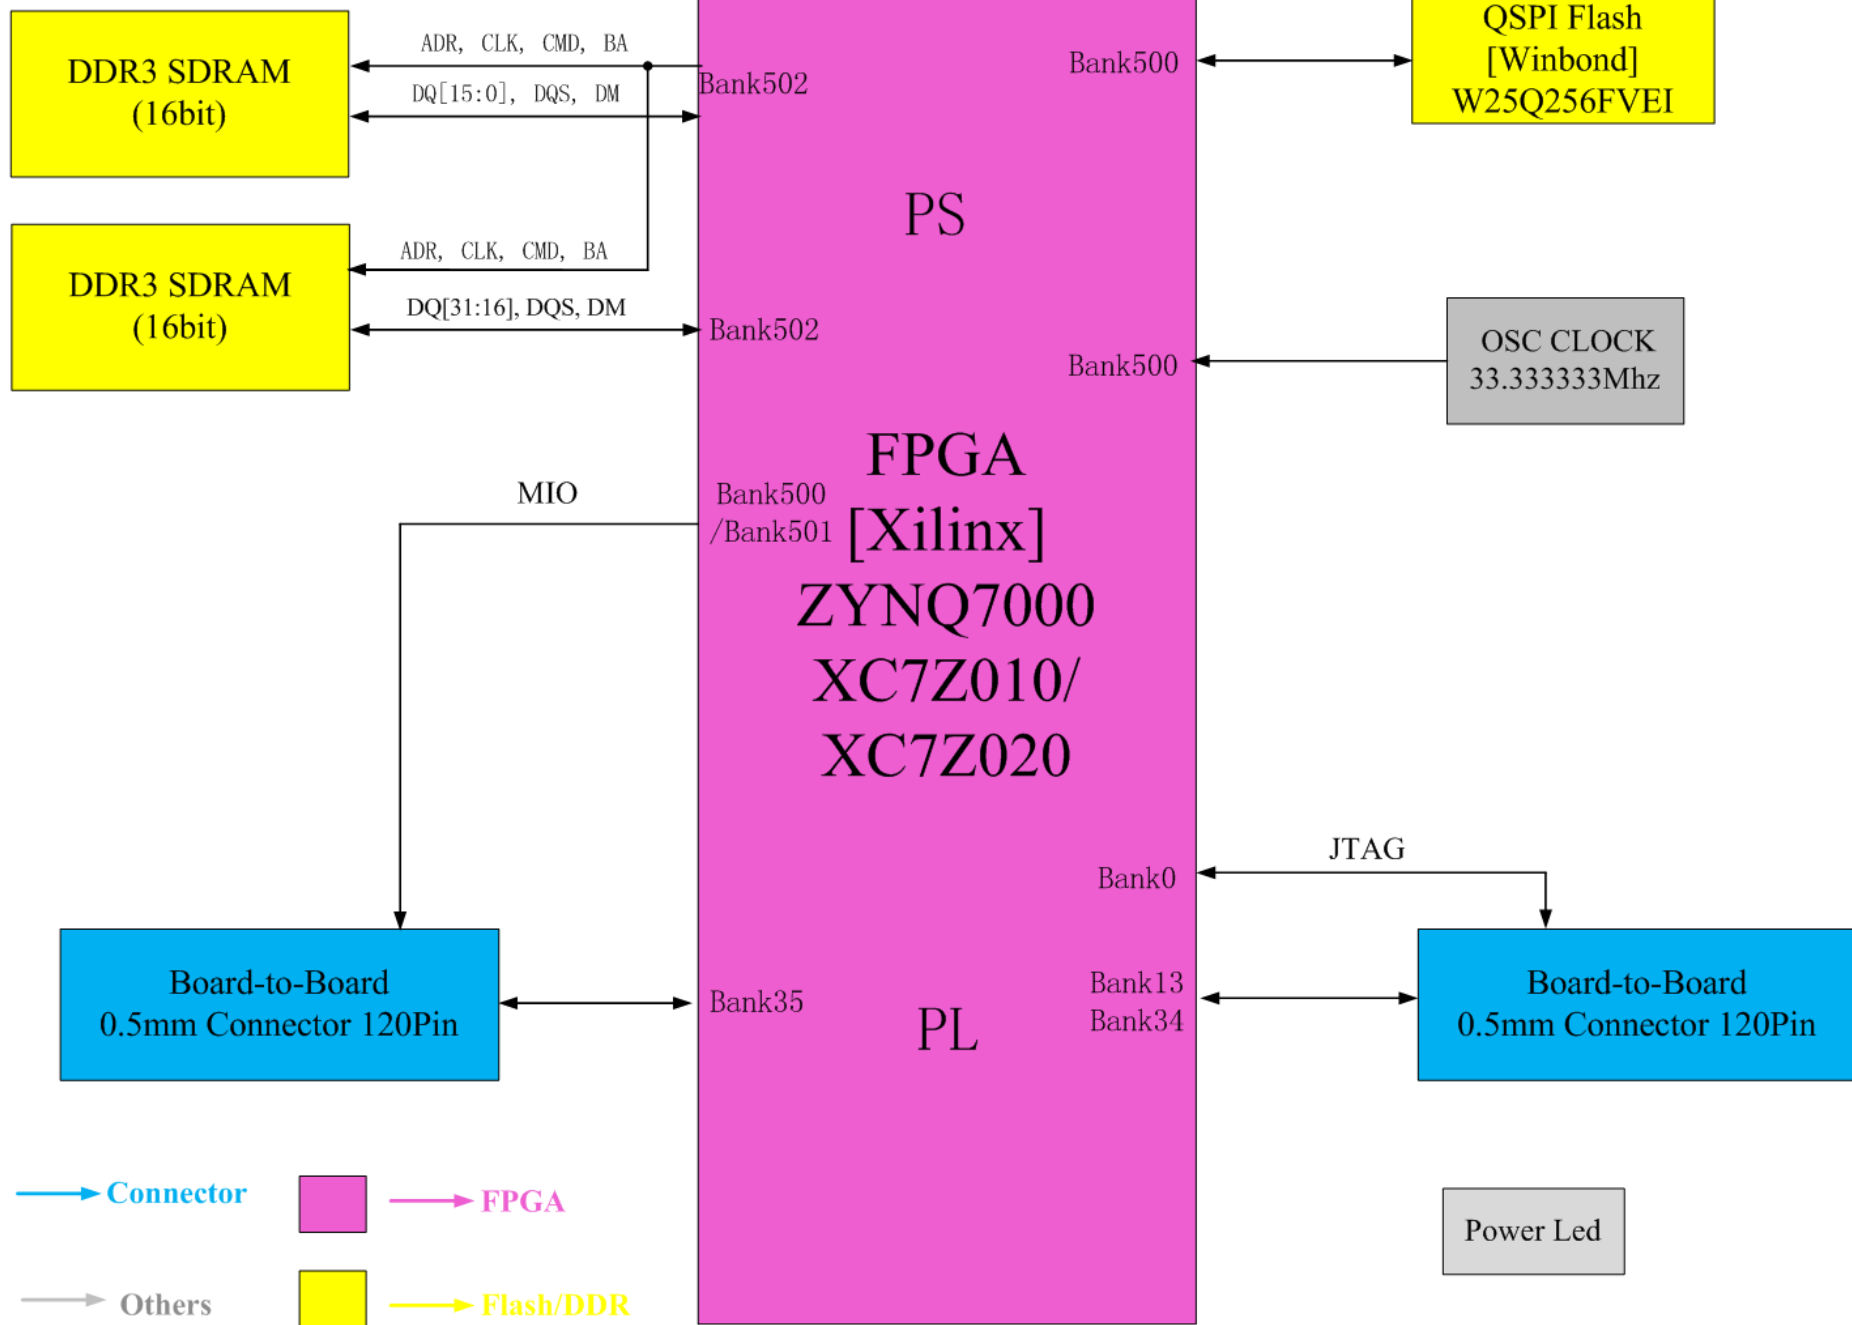 DDR3 SDRAM
(16bit)
ADR, CLK, CMD, BA
DQ[15:0], DQS, DM
Bank502
Bank500
QSPI Flash
[Winbond]
W25Q256FVEI
PS
DDR3 SDRAM
(16bit)
ADR, CLK, CMD, BA
DQ[31:16], DQS, DM
Bank502
Bank500
OSC CLOCK
33.333333Mhz
MIO
Bank500
/Bank501
FPGA
[Xilinx]
ZYNQ7000
XC7Z010/
XC7Z020
JTAG
Bank0
Board-to-Board
0.5mm Connector 120Pin
Bank35
PL
Bank13
Bank34
Board-to-Board
0.5mm Connector 120Pin
Connector
FPGA
Power Led
Others
Flash/DDR